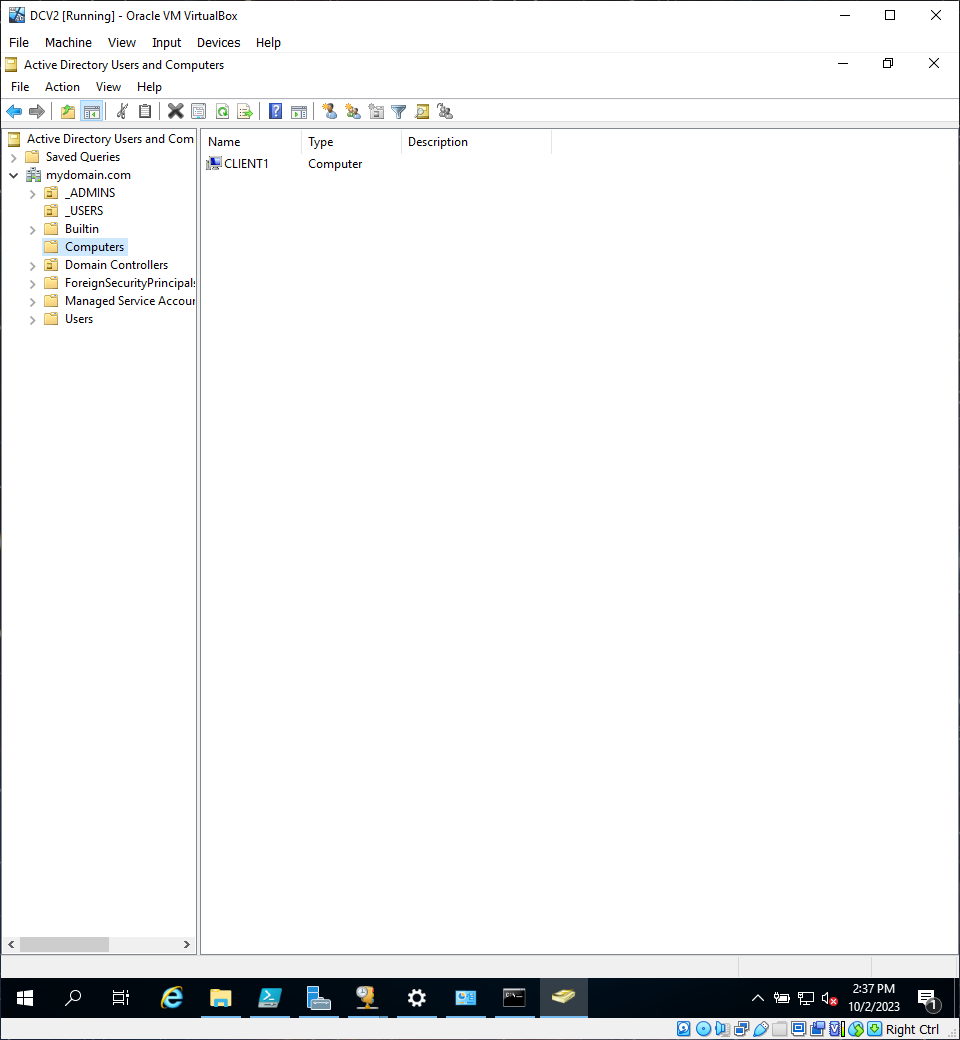 DCV2 [Running] - Oracle VM VirtualBox
File Machine View Input Devices Help
Active Directory Users and Computers
File Action View Help
Active Directory Users and Com
Saved Queries
mydomain.com
_ADMINS
_USERS
Builtin
Computers
Domain Controllers
ForeignSecurityPrincipals
Managed Service Accour
Users
Name Type Description
CLIENT1 Computer
2:37 PM
10/2/2023
1
Right Ctrl